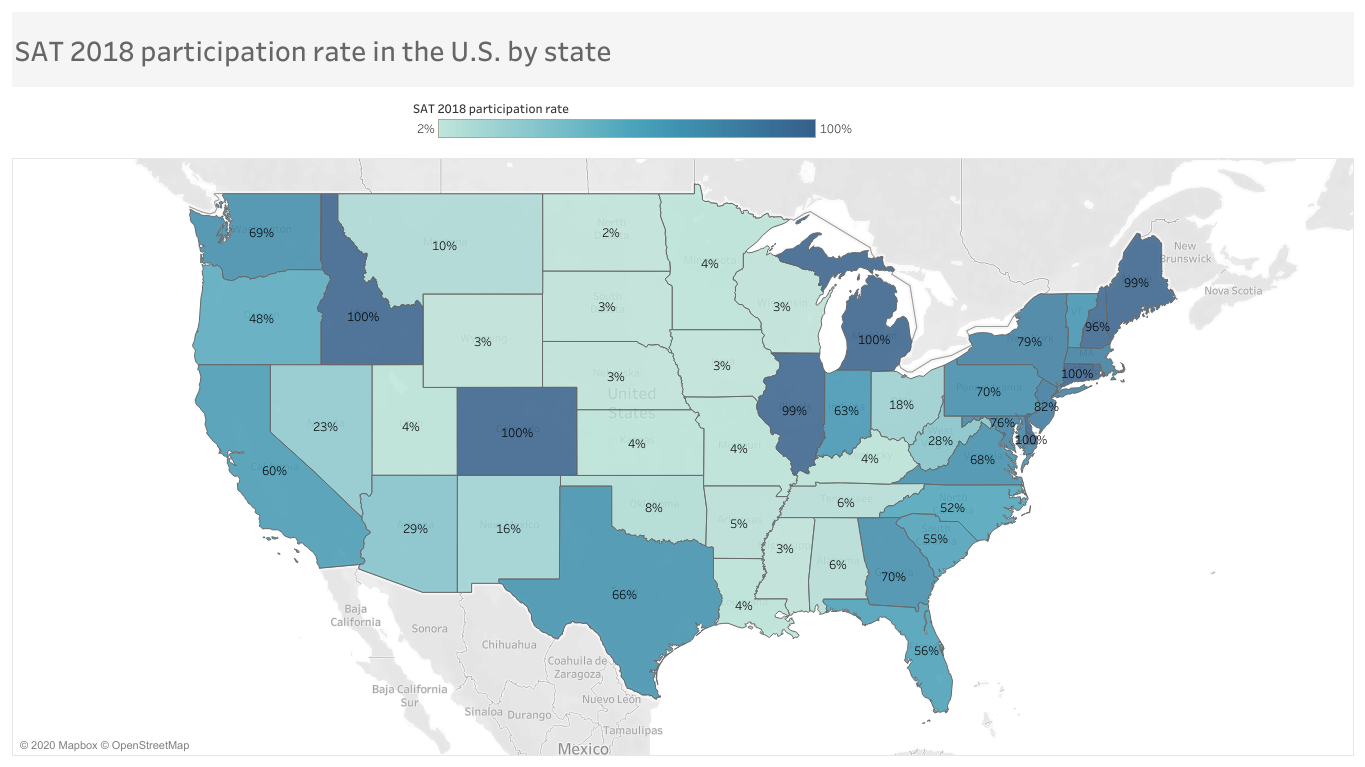 SAT 2018 participation rate in the U.S. by state
SAT 2018 participation rate
2% 100%
New
Brunswick
Nova Scotia
69%
10%
2%
4%
99%
48%
100%
3%
3%
3%
100%
79%
96%
3%
3%
100%
70%
82%
United
States
23%
4%
100%
4%
4%
99%
63%
18%
28%
76%
100%
60%
4%
68%
29%
16%
8%
5%
6%
52%
55%
3%
6%
70%
66%
4%
56%
Baja
California
Sonora
Chihuahua
Coahuila de
Zaragoza
Baja California
Sur
Nuevo León
Sinaloa
Durango
Tamaulipas
Mexico
© 2020 Mapbox © OpenStreetMap